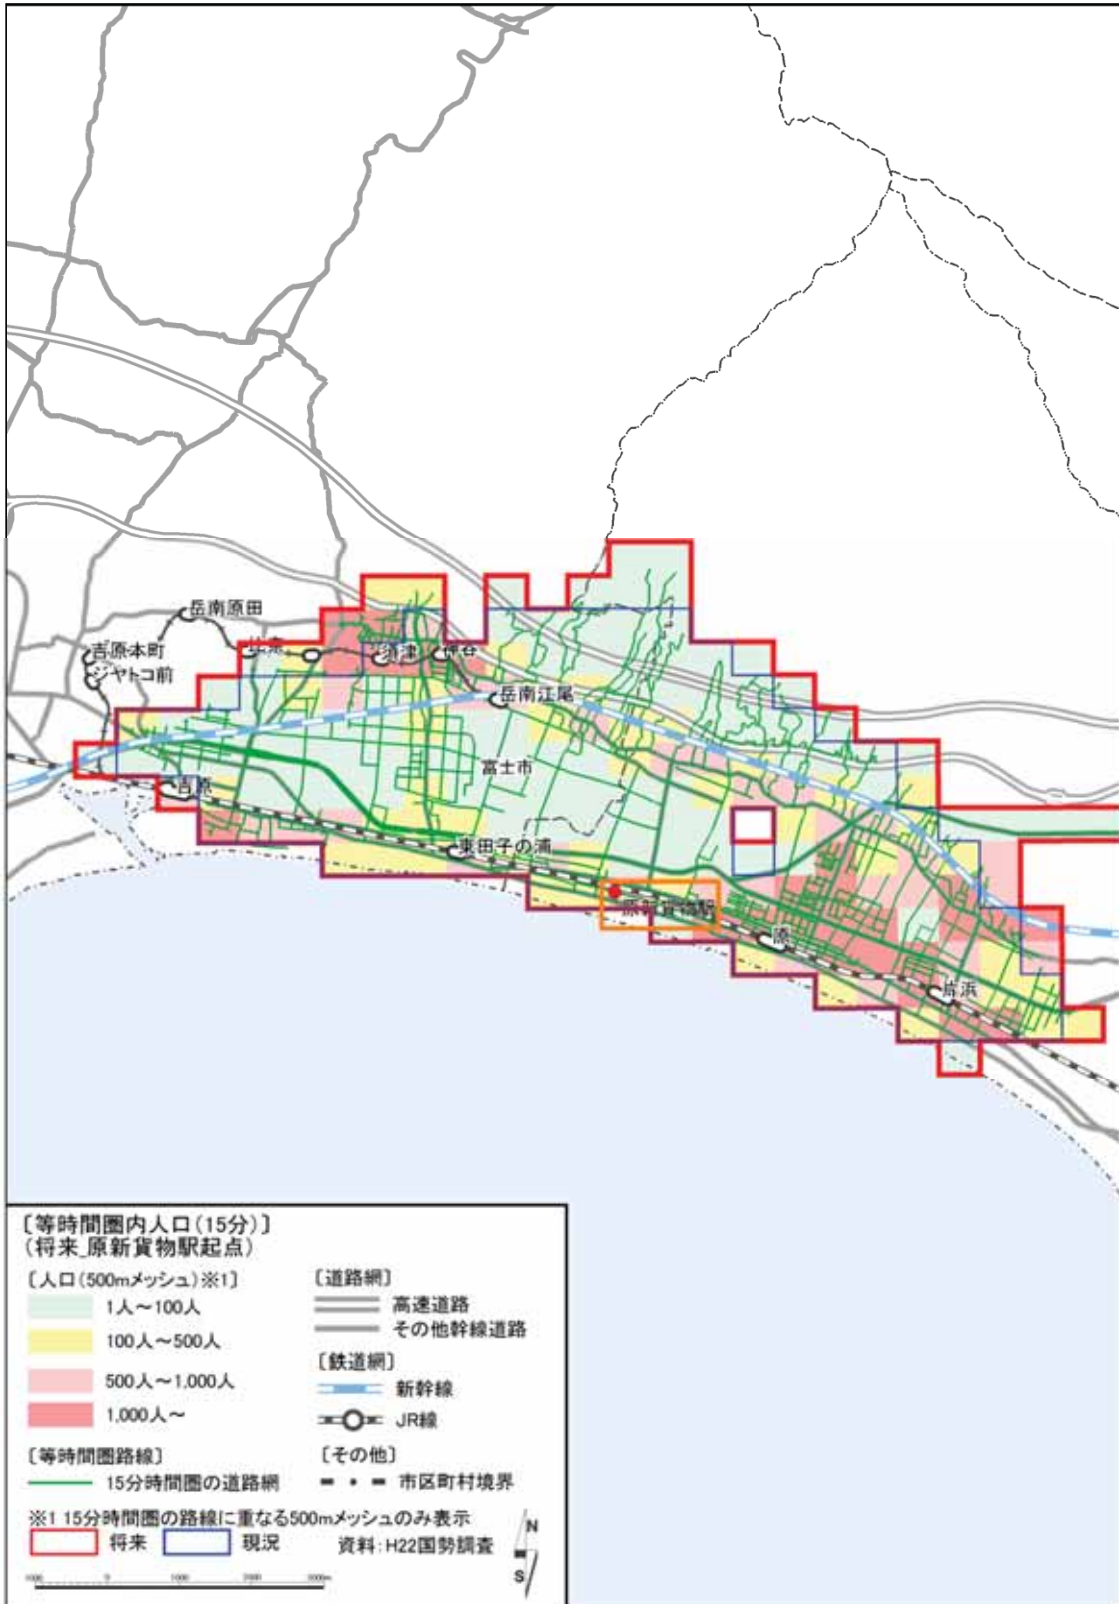 岳南原田
吉原本町
比奈
須津
神谷
ジヤトコ前
岳南江尾
富士市
吉原
東田子の浦
原新貨物駅
原
片浜
［等時間圏内人口（15分）］
（将来_原新貨物駅起点）
［人口（500mメッシュ）※1］
1人～100人
100人～500人
500人～1,000人
1,000人～
［等時間圏路線］
15分時間圏の道路網
［道路網］
高速道路
その他幹線道路
［鉄道網］
新幹線
JR線
［その他］
市区町村境界
※1 15分時間圏の路線に重なる500mメッシュのみ表示
将来 現況 資料：H22国勢調査
N
S
1000 0 1000 2000 3000m